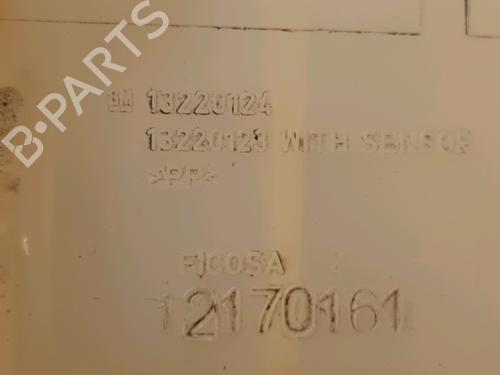 B-PARTS
GM 13220124
13220123 WITH SENSOR
>PP<
FICOSA
12170161